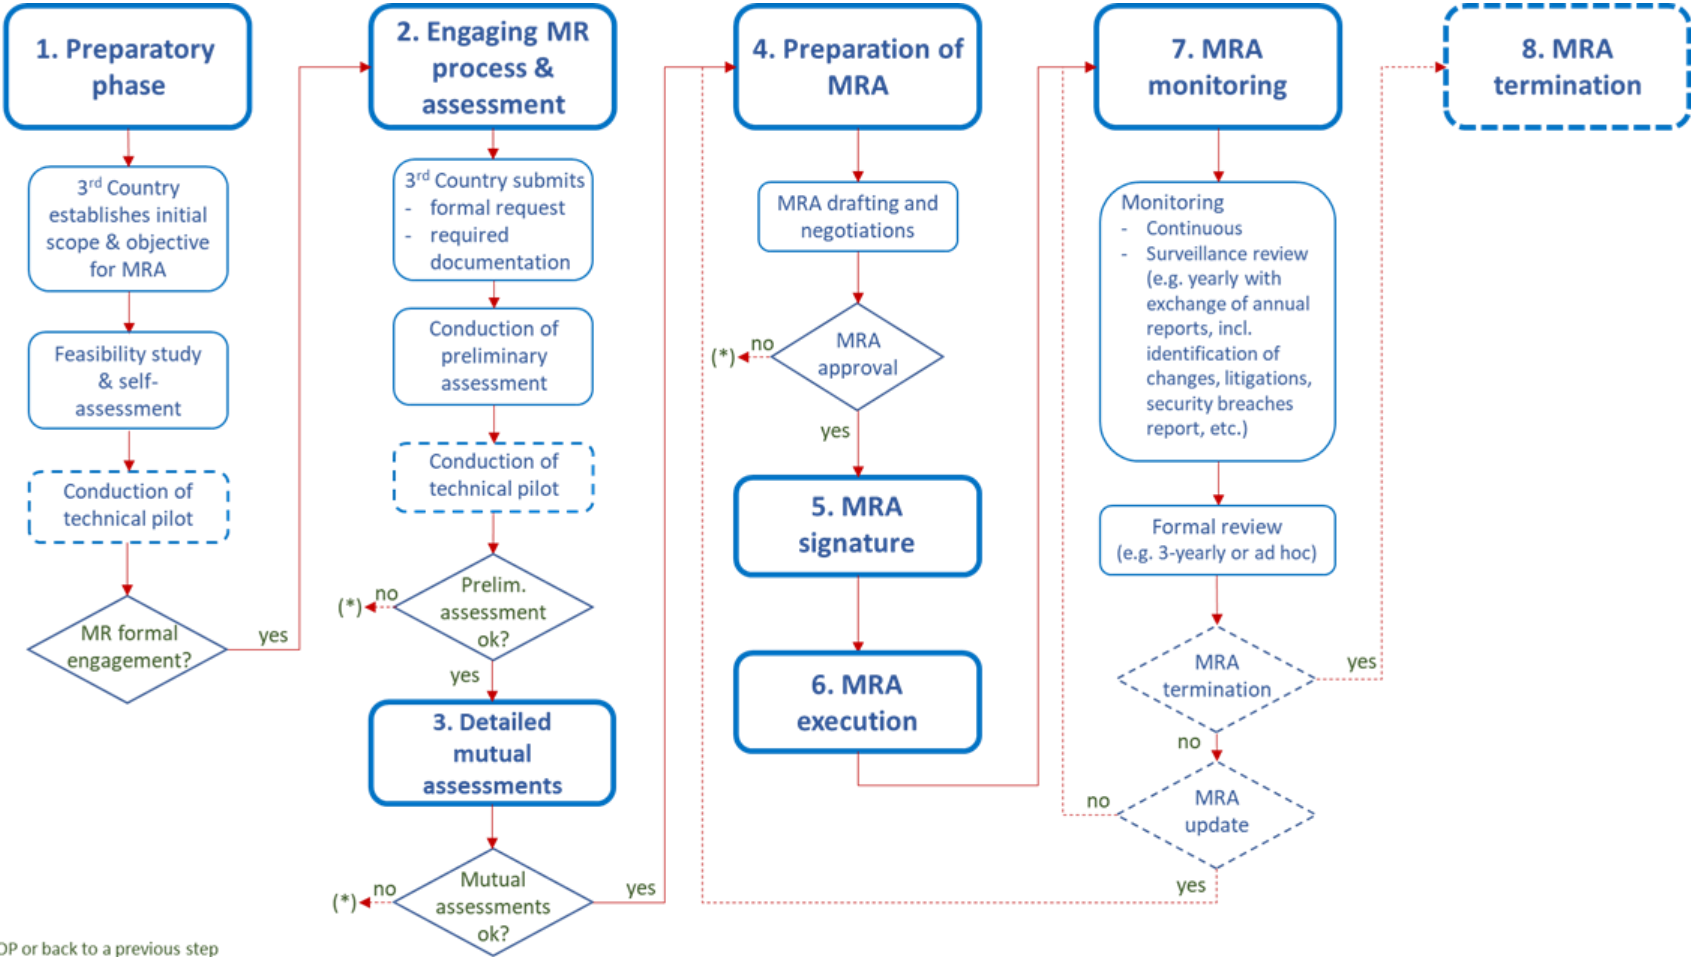 1. Preparatory
phase
3rd Country
establishes initial
scope & objective
for MRA
Feasibility study
& self-
assessment
Conduction of
technical pilot
MR formal
engagement?
yes
2. Engaging MR
process &
assessment
3rd Country submits
- formal request
- required
documentation
Conduction of
preliminary
assessment
Conduction of
technical pilot
Prelim.
assessment
ok?
no
(*)
yes
3. Detailed
mutual
assessments
Mutual
assessments
ok?
no
(*)
yes
4. Preparation of
MRA
MRA drafting and
negotiations
MRA
approval
no
(*)
yes
5. MRA
signature
6. MRA
execution
7. MRA
monitoring
Monitoring
- Continuous
- Surveillance review
(e.g. yearly with
exchange of annual
reports, incl.
identification of
changes, litigations,
security breaches
report, etc.)
Formal review
(e.g. 3-yearly or ad hoc)
MRA
termination
yes
no
MRA
update
no
yes
8. MRA
termination
OP or back to a previous step